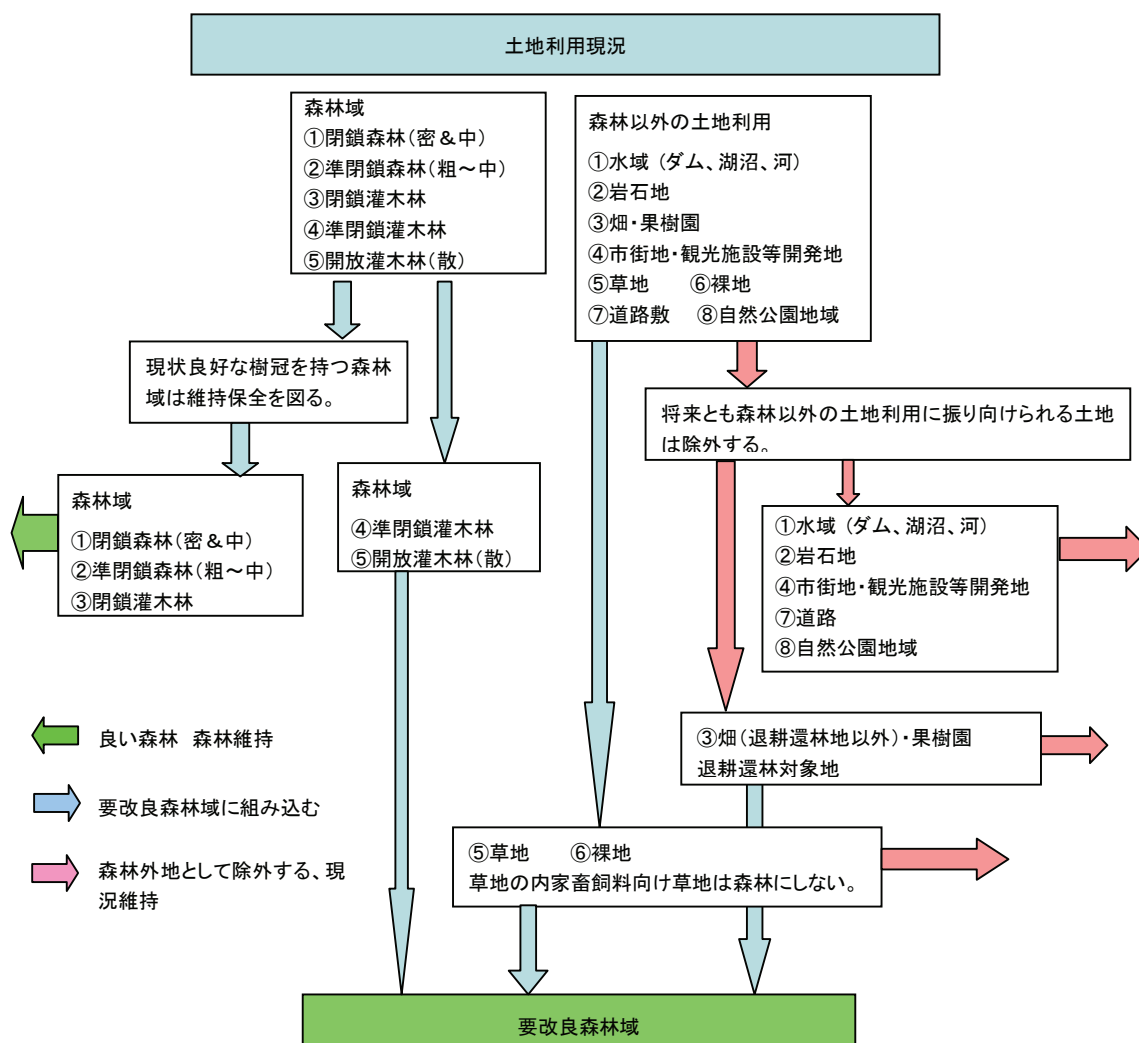 土地利用現況
森林域
①閉鎖森林(密&中)
②準閉鎖森林(粗～中)
③閉鎖灌木林
④準閉鎖灌木林
⑤開放灌木林(散)
森林以外の土地利用
①水域 (ダム、湖沼、河)
②岩石地
③畑・果樹園
④市街地・観光施設等開発地
⑤草地 ⑥裸地
⑦道路敷 ⑧自然公園地域
現状良好な樹冠を持つ森林
域は維持保全を図る。
将来とも森林以外の土地利用に振り向けられる土地
は除外する。
森林域
①閉鎖森林(密&中)
②準閉鎖森林(粗～中)
③閉鎖灌木林
森林域
④準閉鎖灌木林
⑤開放灌木林(散)
①水域 (ダム、湖沼、河)
②岩石地
④市街地・観光施設等開発地
⑦道路
⑧自然公園地域
③畑(退耕還林地以外)・果樹園
退耕還林対象地
良い森林 森林維持
要改良森林域に組み込む
森林外地として除外する、現
況維持
⑤草地 ⑥裸地
草地の内家畜飼料向け草地は森林にしない。
要改良森林域